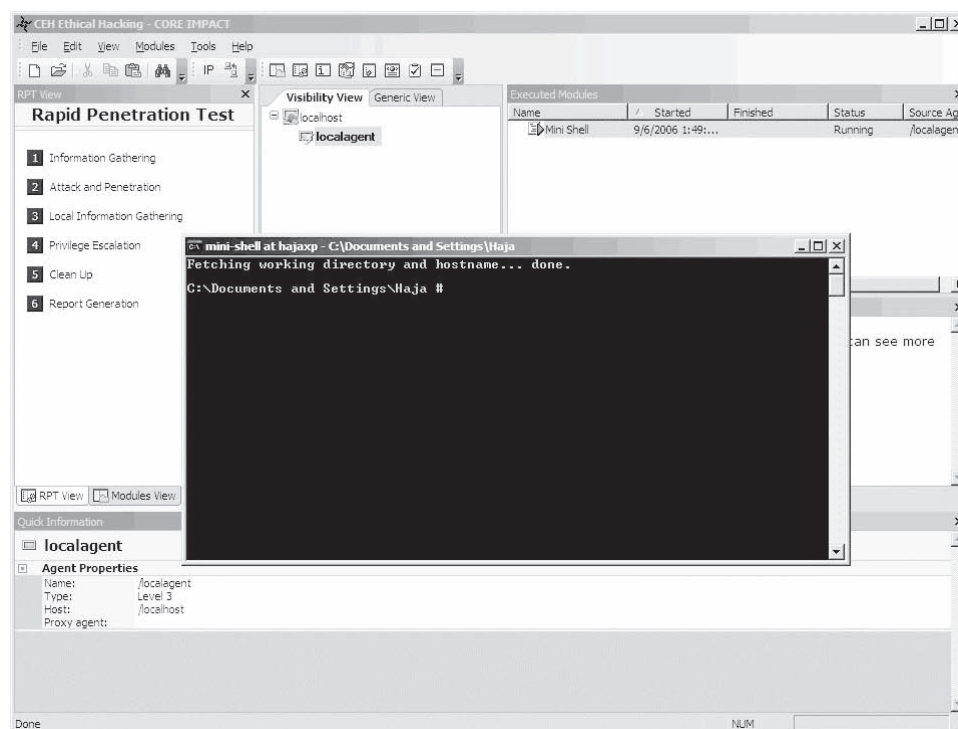 CEH Ethical Hacking - CORE IMPACT
File Edit View Modules Tools Help
IP
RPT View
Rapid Penetration Test
1 Information Gathering
2 Attack and Penetration
3 Local Information Gathering
4 Privilege Escalation
5 Clean Up
6 Report Generation
RPT View Modules View
Visibility View Generic View
localhost
localagent
Executed Modules
Name Started Finished Status Source Ag
Mini Shell 9/6/2006 1:49:... Running /localagen
mini-shell at hajaxp - C:\Documents and Settings\Haja
Fetching working directory and hostname... done.
C:\Documents and Settings\Haja #
can see more
Quick Information
localagent
Agent Properties
Name: /localagent
Type: Level 3
Host: /localhost
Proxy agent:
Done NUM